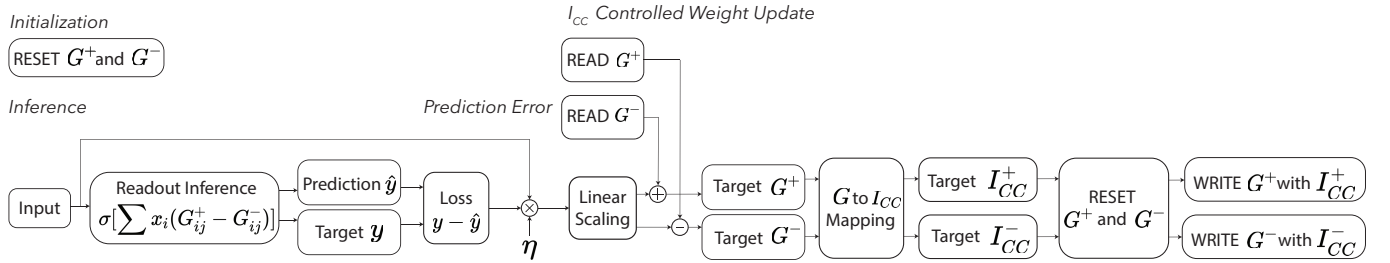 Initialization
RESET G⁺ and G⁻
Inference
Input
Readout Inference
σ[∑ xᵢ(G⁺ᵢⱼ − G⁻ᵢⱼ)]
Prediction ŷ
Target y
Prediction Error
Loss
y − ŷ
×
η
I_CC Controlled Weight Update
READ G⁺
READ G⁻
Linear
Scaling
+
−
Target G⁺
Target G⁻
G to I_CC
Mapping
Target I⁺_CC
Target I⁻_CC
RESET
G⁺ and G⁻
WRITE G⁺ with I⁺_CC
WRITE G⁻ with I⁻_CC